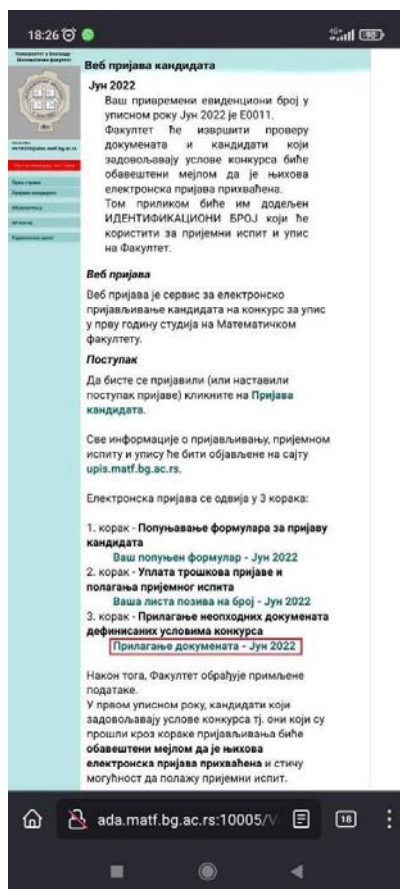 18:26
90
Универзитет у Београду
Математички факултет
Веб пријава кандидата
Јун 2022
Ваш привремени евиденциони број у
уписном року Јун 2022 је Е0011.
Факултет ће извршити проверу
докумената и кандидати који
задовољавају услове конкурса биће
обавештени мејлом да је њихова
електронска пријава прихваћена.
Том приликом биће им додељен
ИДЕНТИФИКАЦИОНИ БРОЈ који ће
користити за пријемни испит и упис
на Факултет.
Веб пријава
Веб пријава је сервис за електронско
пријављивање кандидата на конкурс за упис
у прву годину студија на Математичком
факултету.
Поступак
Да бисте се пријавили (или наставили
поступак пријаве) кликните на Пријава
кандидата.
Све информације о пријављивању, пријемном
испиту и упису ће бити објављене на сајту
upis.matf.bg.ac.rs.
Електронска пријава се одвија у 3 корака:
1. корак - Попуњавање формулара за пријаву
кандидата
Ваш попуњен формулар - Јун 2022
2. корак - Уплата трошкова пријаве и
полагања пријемног испита
Ваша листа позива на број - Јун 2022
3. корак - Прилагање неопходних докумената
дефинисаних условима конкурса
Прилагање докумената - Јун 2022
Након тога, Факултет обрађује примљене
податаке.
У првом уписном року, кандидати који
задовољавају услове конкурса тј. они који су
прошли кроз кораке пријављивања биће
обавештени мејлом да је њихова
електронска пријава прихваћена и стичу
могућност да полажу пријемни испит.
ada.matf.bg.ac.rs:10005/V
18